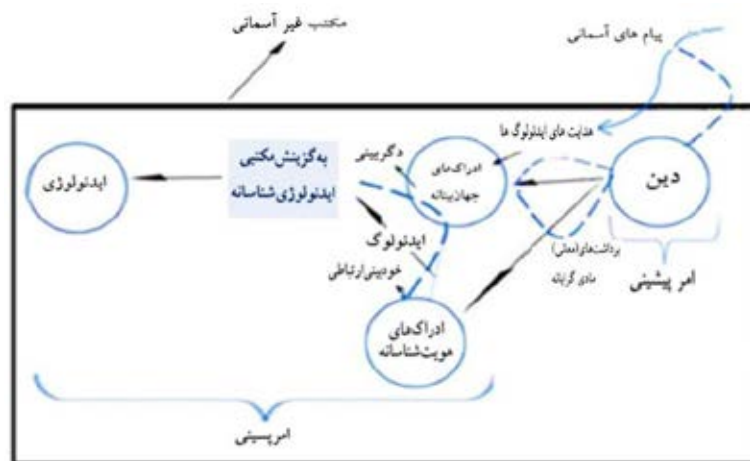 پیام های آسمانی
مکتب غیر آسمانی
هدایت های ایدئولوگ ها
دین
ادراک‌های
جهان‌بینانه
دگربینی
به گزینش مکتبی
ایدئولوژی شناسانه
ایدئولوژی
برداشت‌های(معنایی)
مادی گرایانه
امر پیشینی
ایدئولوگ
خودبینی ارتباطی
ادراک‌های
هویت‌شناسانه
امر پسینی